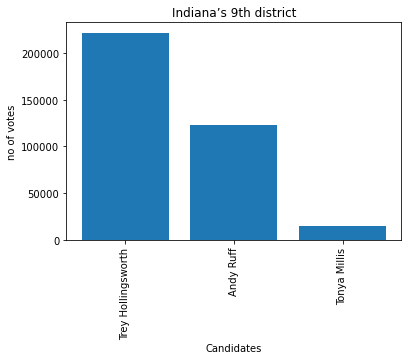 Indiana’s 9th district
no of votes
200000
150000
100000
50000
0
Trey Hollingsworth
Andy Ruff
Tonya Millis
Candidates